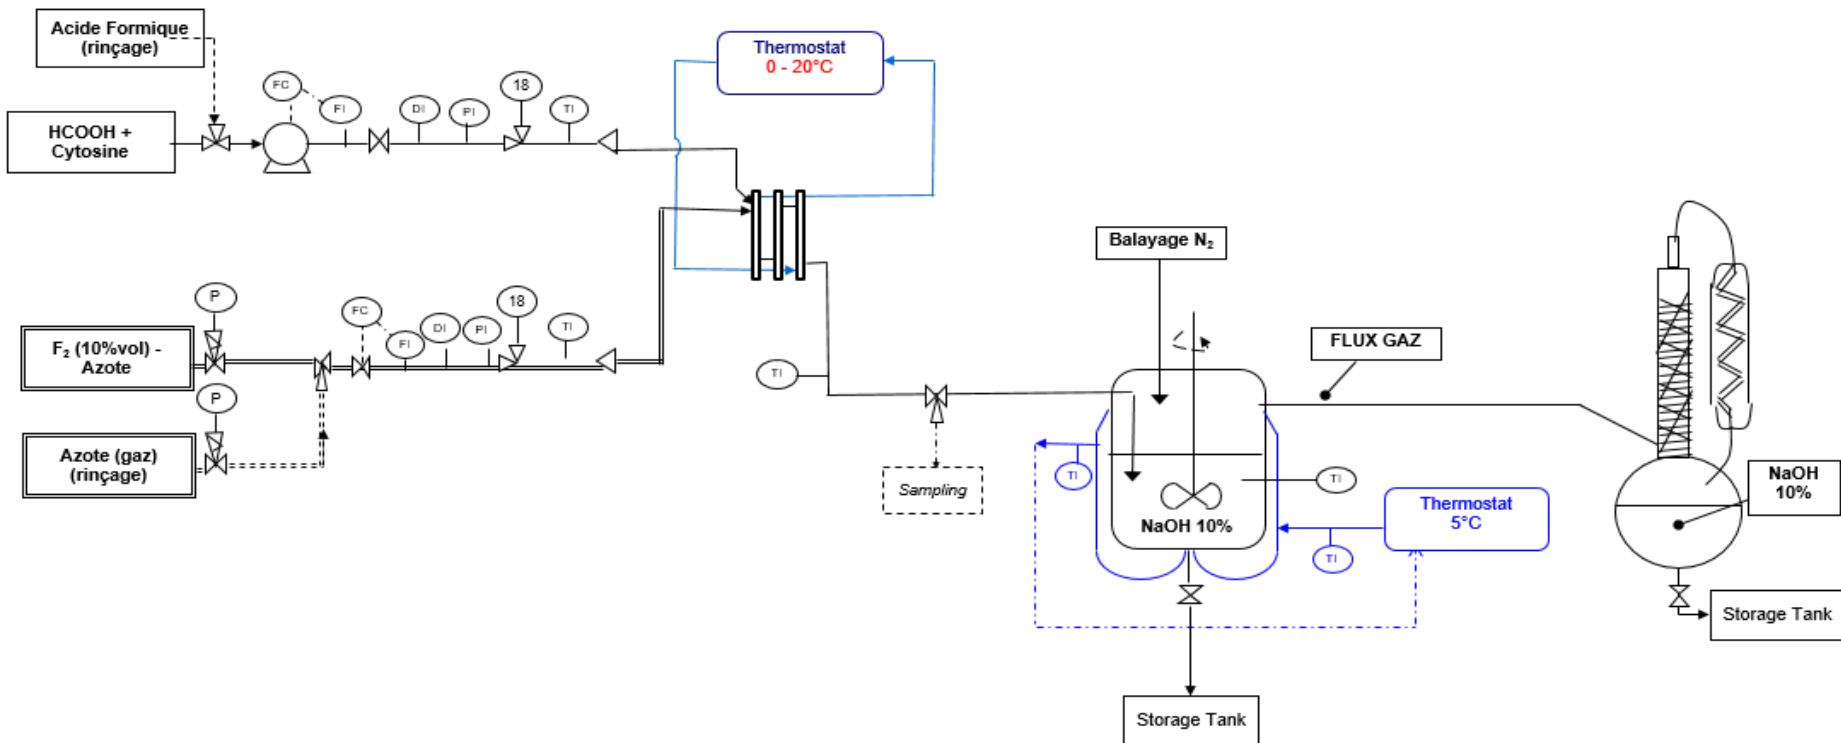 Acide Formique
(rinçage)
HCOOH +
Cytosine
FC
FI
DI
PI
18
TI
Thermostat
0 - 20°C
F₂ (10%vol) -
Azote
P
Azote (gaz)
(rinçage)
P
FC
FI
DI
PI
18
TI
TI
Sampling
Balayage N₂
FLUX GAZ
TI
TI
NaOH 10%
Thermostat
5°C
TI
NaOH
10%
Storage Tank
Storage Tank